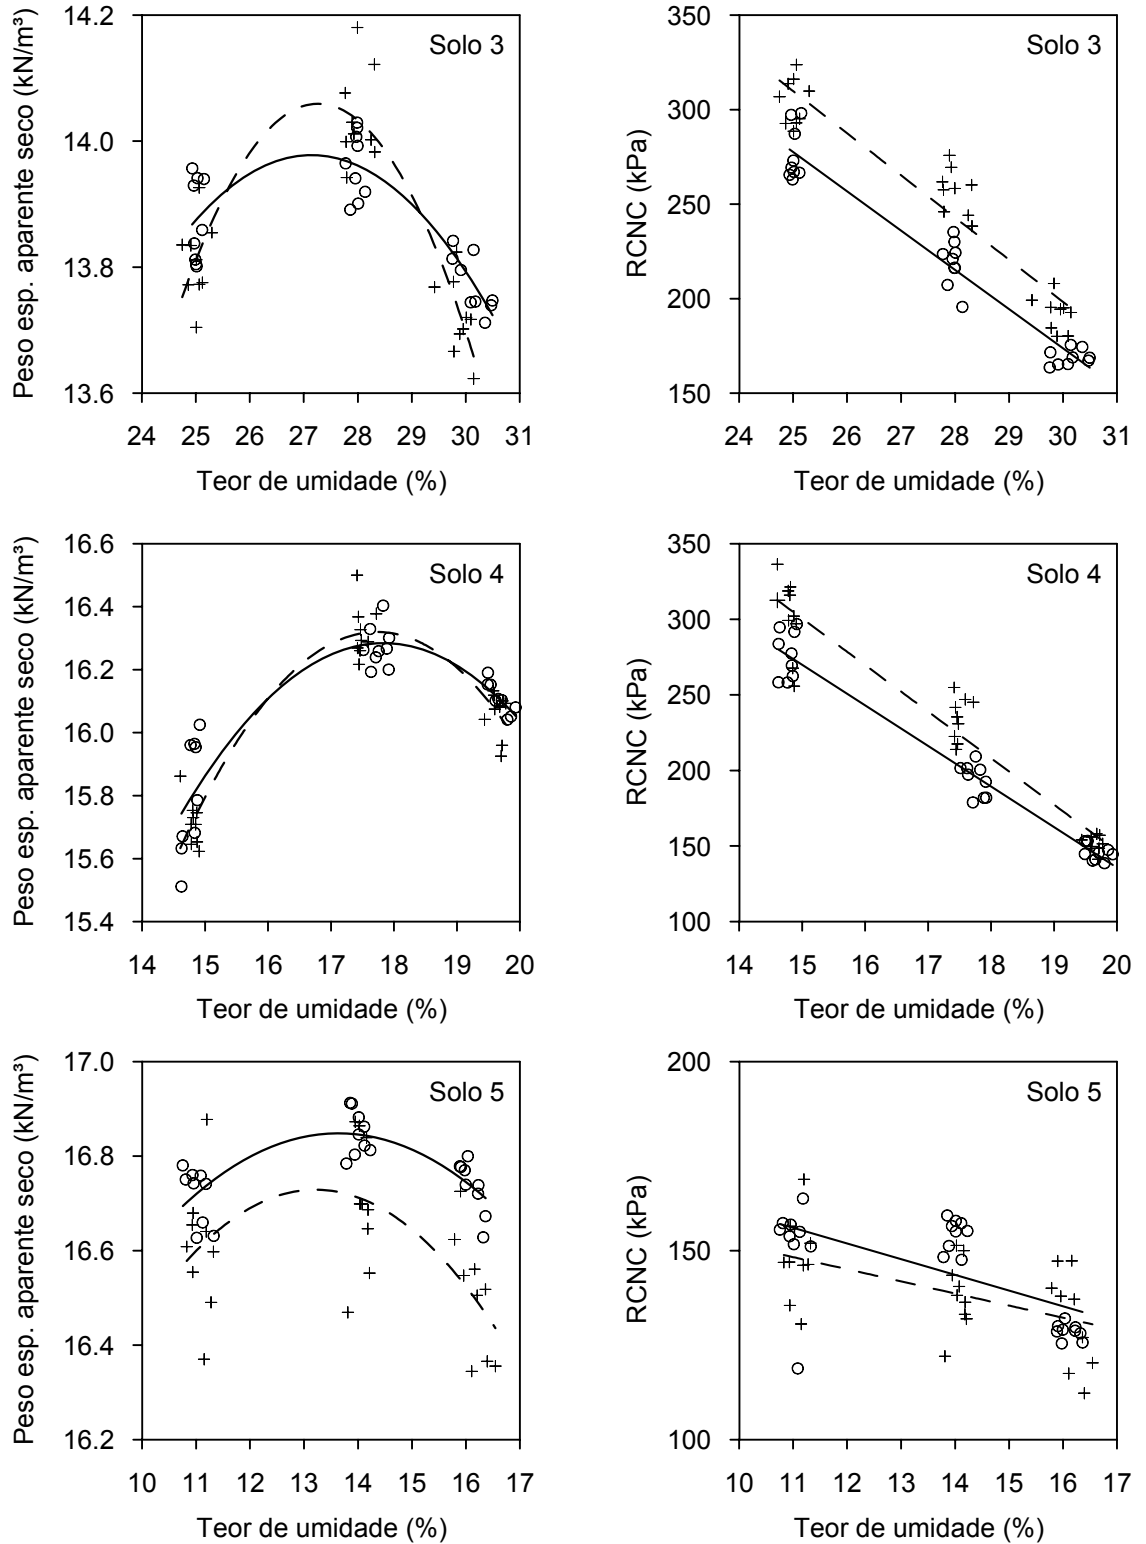 14.2
14.0
13.8
13.6
Peso esp. aparente seco (kN/m³)
Solo 3
24 25 26 27 28 29 30 31
Teor de umidade (%)
350
300
250
200
150
RCNC (kPa)
Solo 3
24 25 26 27 28 29 30 31
Teor de umidade (%)
16.6
16.4
16.2
16.0
15.8
15.6
15.4
Peso esp. aparente seco (kN/m³)
Solo 4
14 15 16 17 18 19 20
Teor de umidade (%)
350
300
250
200
150
100
RCNC (kPa)
Solo 4
14 15 16 17 18 19 20
Teor de umidade (%)
17.0
16.8
16.6
16.4
16.2
Peso esp. aparente seco (kN/m³)
Solo 5
10 11 12 13 14 15 16 17
Teor de umidade (%)
200
150
100
RCNC (kPa)
Solo 5
10 11 12 13 14 15 16 17
Teor de umidade (%)